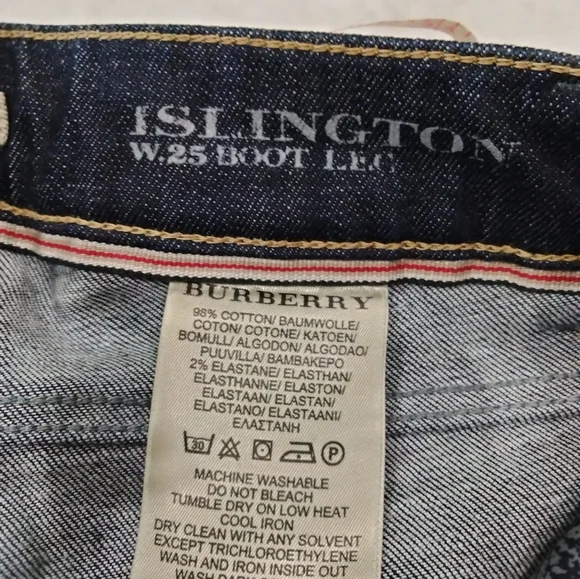 ISLINGTON
W.25 BOOT LEG
BURBERRY
98% COTTON/ BAUMWOLLE/
COTON/ COTONE/ KATOEN/
BOMULL/ ALGODON/ ALGODAO/
PUUVILLA/ ΒΑΜΒΑΚΕΡΟ
2% ELASTANE/ ELASTHAN/
ELASTHANNE/ ELASTON/
ELASTAAN/ ELASTAN/
ELASTANO/ ELASTAANI/
ΕΛΑΣΤΑΝΗ
30 P
MACHINE WASHABLE
DO NOT BLEACH
TUMBLE DRY ON LOW HEAT
COOL IRON
DRY CLEAN WITH ANY SOLVENT
EXCEPT TRICHLOROETHYLENE
WASH AND IRON INSIDE OUT